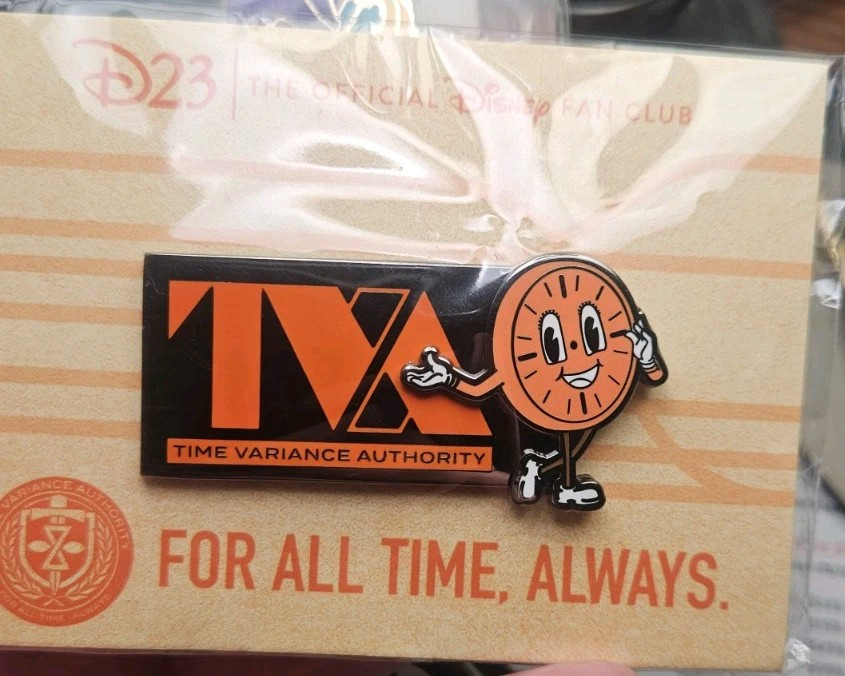 D23 | THE OFFICIAL Disney FAN CLUB
TVA
TIME VARIANCE AUTHORITY
VARIANCE AUTHORITY
FOR ALL TIME. ALWAYS.
FOR ALL TIME, ALWAYS.